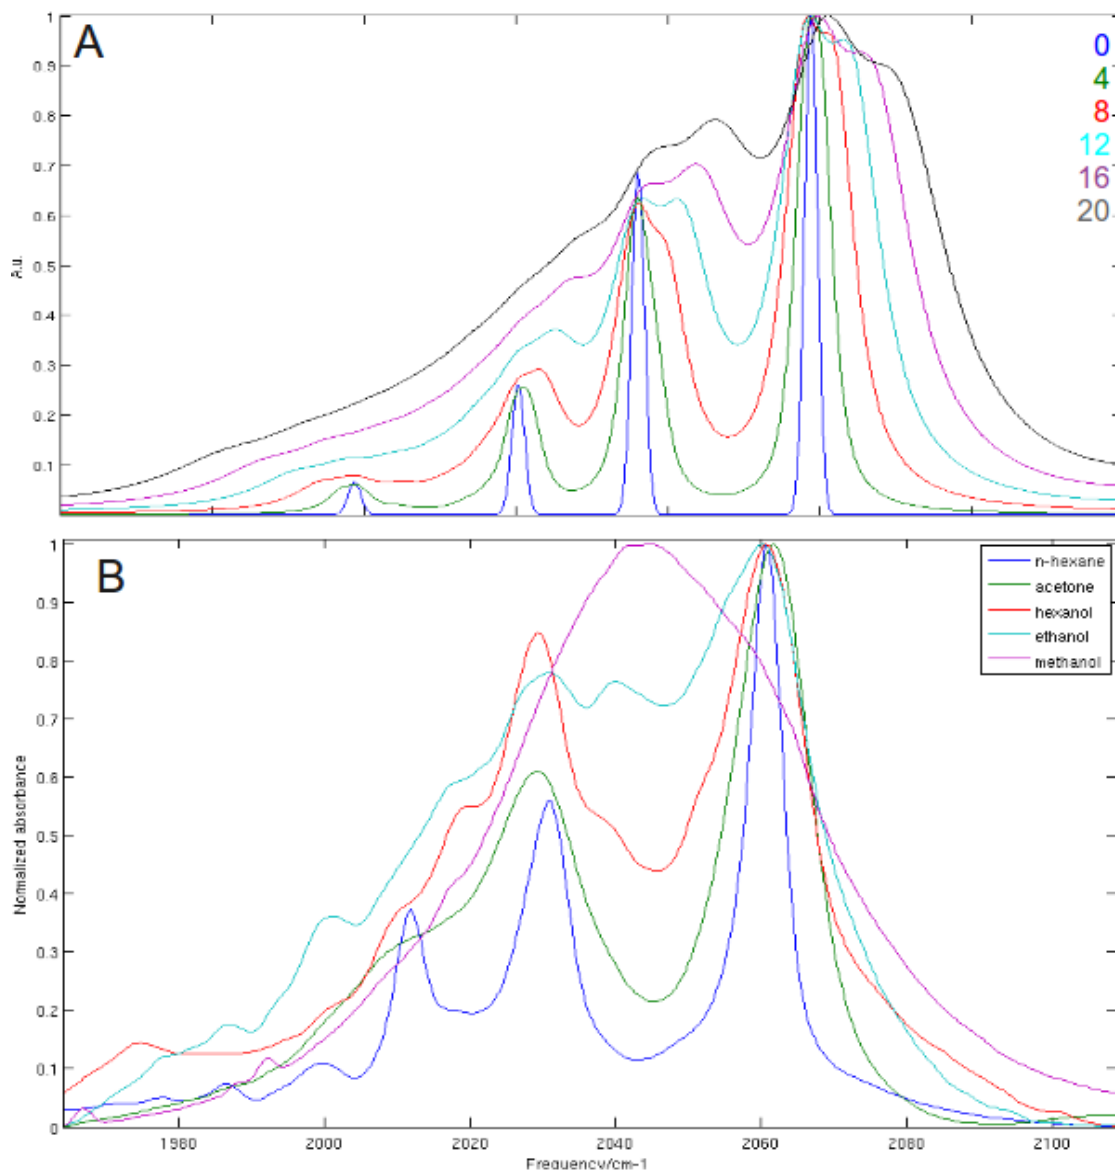 A
1
0.9
0.8
0.7
0.6
0.5
0.4
0.3
0.2
0.1
A.u.
0
4
8
12
16
20
B
1
0.9
0.8
0.7
0.6
0.5
0.4
0.3
0.2
0.1
0
Normalized absorbance
n-hexane
acetone
hexanol
ethanol
methanol
1980 2000 2020 2040 2060 2080 2100
Frequency/cm-1